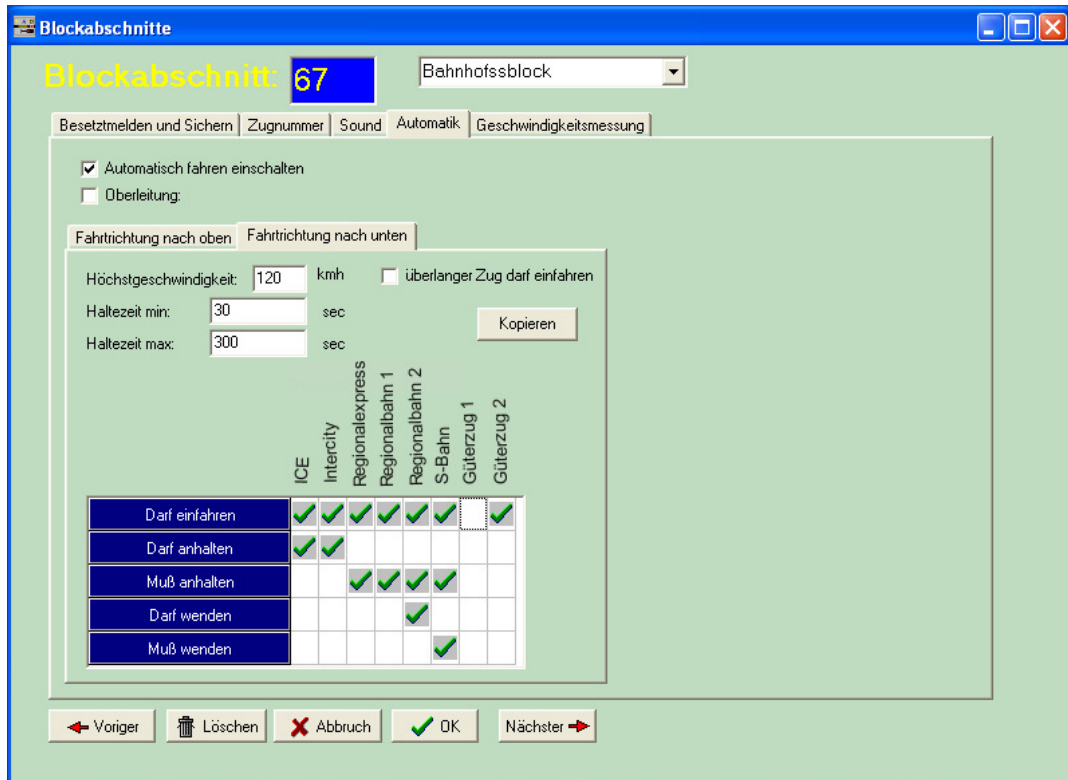 Blockabschnitte
Blockabschnitt: 67 Bahnhofssblock
Besetztmelden und Sichern Zugnummer Sound Automatik Geschwindigkeitsmessung
Automatisch fahren einschalten
Oberleitung:
Fahrtrichtung nach oben Fahrtrichtung nach unten
Höchstgeschwindigkeit: 120 kmh überlanger Zug darf einfahren
Haltezeit min: 30 sec
Kopieren
Haltezeit max: 300 sec
ICE
Intercity
Regionalexpress
Regionalbahn 1
Regionalbahn 2
S-Bahn
Güterzug 1
Güterzug 2
Darf einfahren
Darf anhalten
Muß anhalten
Darf wenden
Muß wenden
Voriger Löschen Abbruch OK Nächster